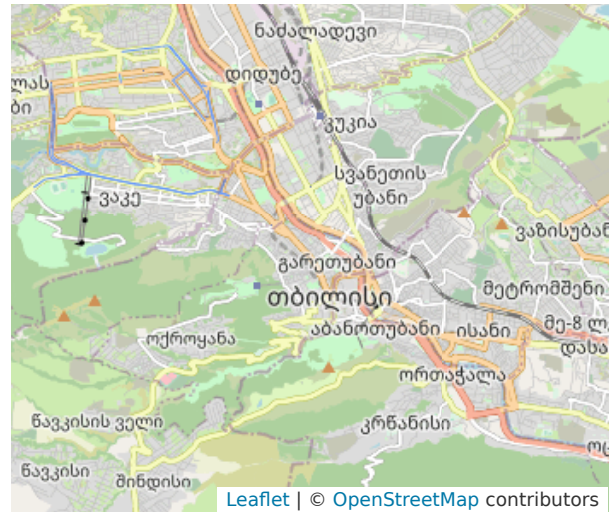 ნაძალადევი
დიდუბე
ლას
ბი
კუკია
სვანეთის
უბანი
ვაკე
ვაზისუბან
გარეთუბანი
თბილისი
მეტრომშენი
აბანოთუბანი
ისანი
მე-8 ლ
დასა
ოქროყანა
ორთაჭალა
წავკისის ველი
კრწანისი
ოც
წავკისი
შინდისი
Leaflet | © OpenStreetMap contributors